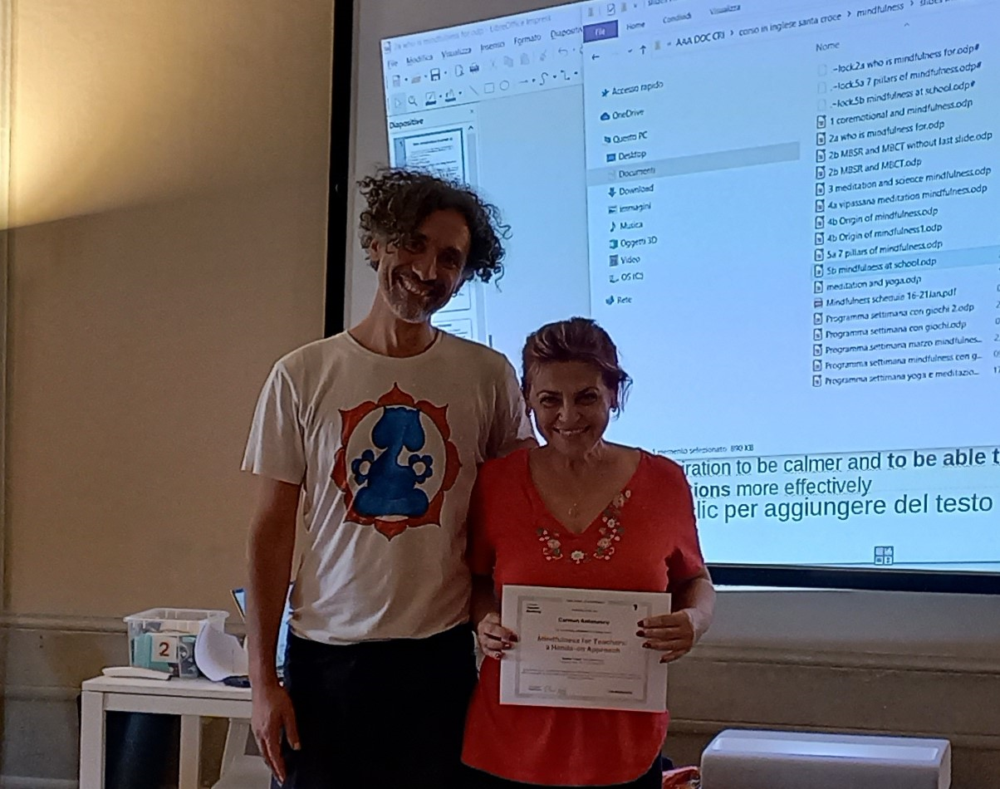 2a who is mindfulness for.odp - LibreOffice Impress
File Modifica Visualizza Inserisci Formato
Diapositive
File Home Condividi Visualizza
« AAA DOC CRI > corso in inglese santa croce > mindfulness >
Nome
Accesso rapido
OneDrive
Questo PC
Desktop
Documenti
Download
Immagini
Musica
Oggetti 3D
Video
OS (C:)
Rete
.~lock.2a who is mindfulness for.odp#
.~lock.5a 7 pillars of mindfulness.odp#
.~lock.5b mindfulness at school.odp#
1 coremotional and mindfulness.odp
2a who is mindfulness for.odp
2b MBSR and MBCT without last slide.odp
2b MBSR and MBCT.odp
3 meditation and science mindfulness.odp
4a vipassana meditation mindfulness.odp
4b Origin of mindfulness.odp
4b Origin of mindfulness1.odp
5a 7 pillars of mindfulness.odp
5b mindfulness at school.odp
meditation and yoga.odp
Mindfulness schedule 16-21Jan.pdf
Programma settimana con giochi 2.odp
Programma settimana con giochi.odp
Programma settimana marzo mindfulnes...
Programma settimana mindfulness con g...
Programma settimana yoga e meditazio...
1 elemento selezionato 890 KB
iration to be calmer and to be able t
ions more effectively
lic per aggiungere del testo
2
Mindfulness for Teachers:
a Hands-on Approach